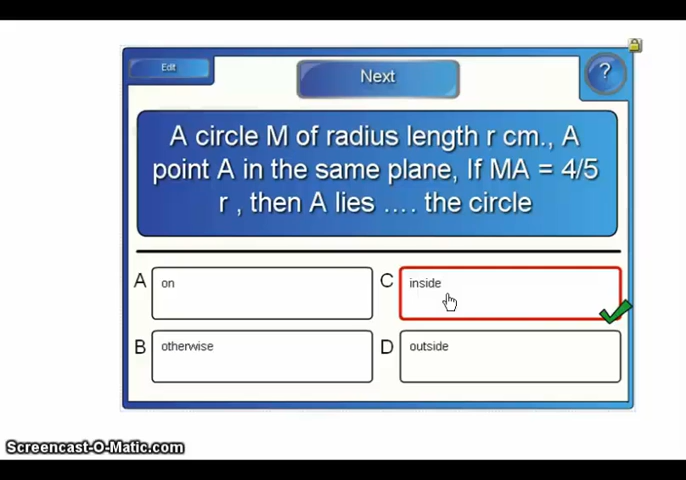 Edit
Next
?
A circle M of radius length r cm., A
point A in the same plane, If MA = 4/5
r , then A lies .... the circle
A on
C inside
B otherwise
D outside
Screencast-O-Matic.com